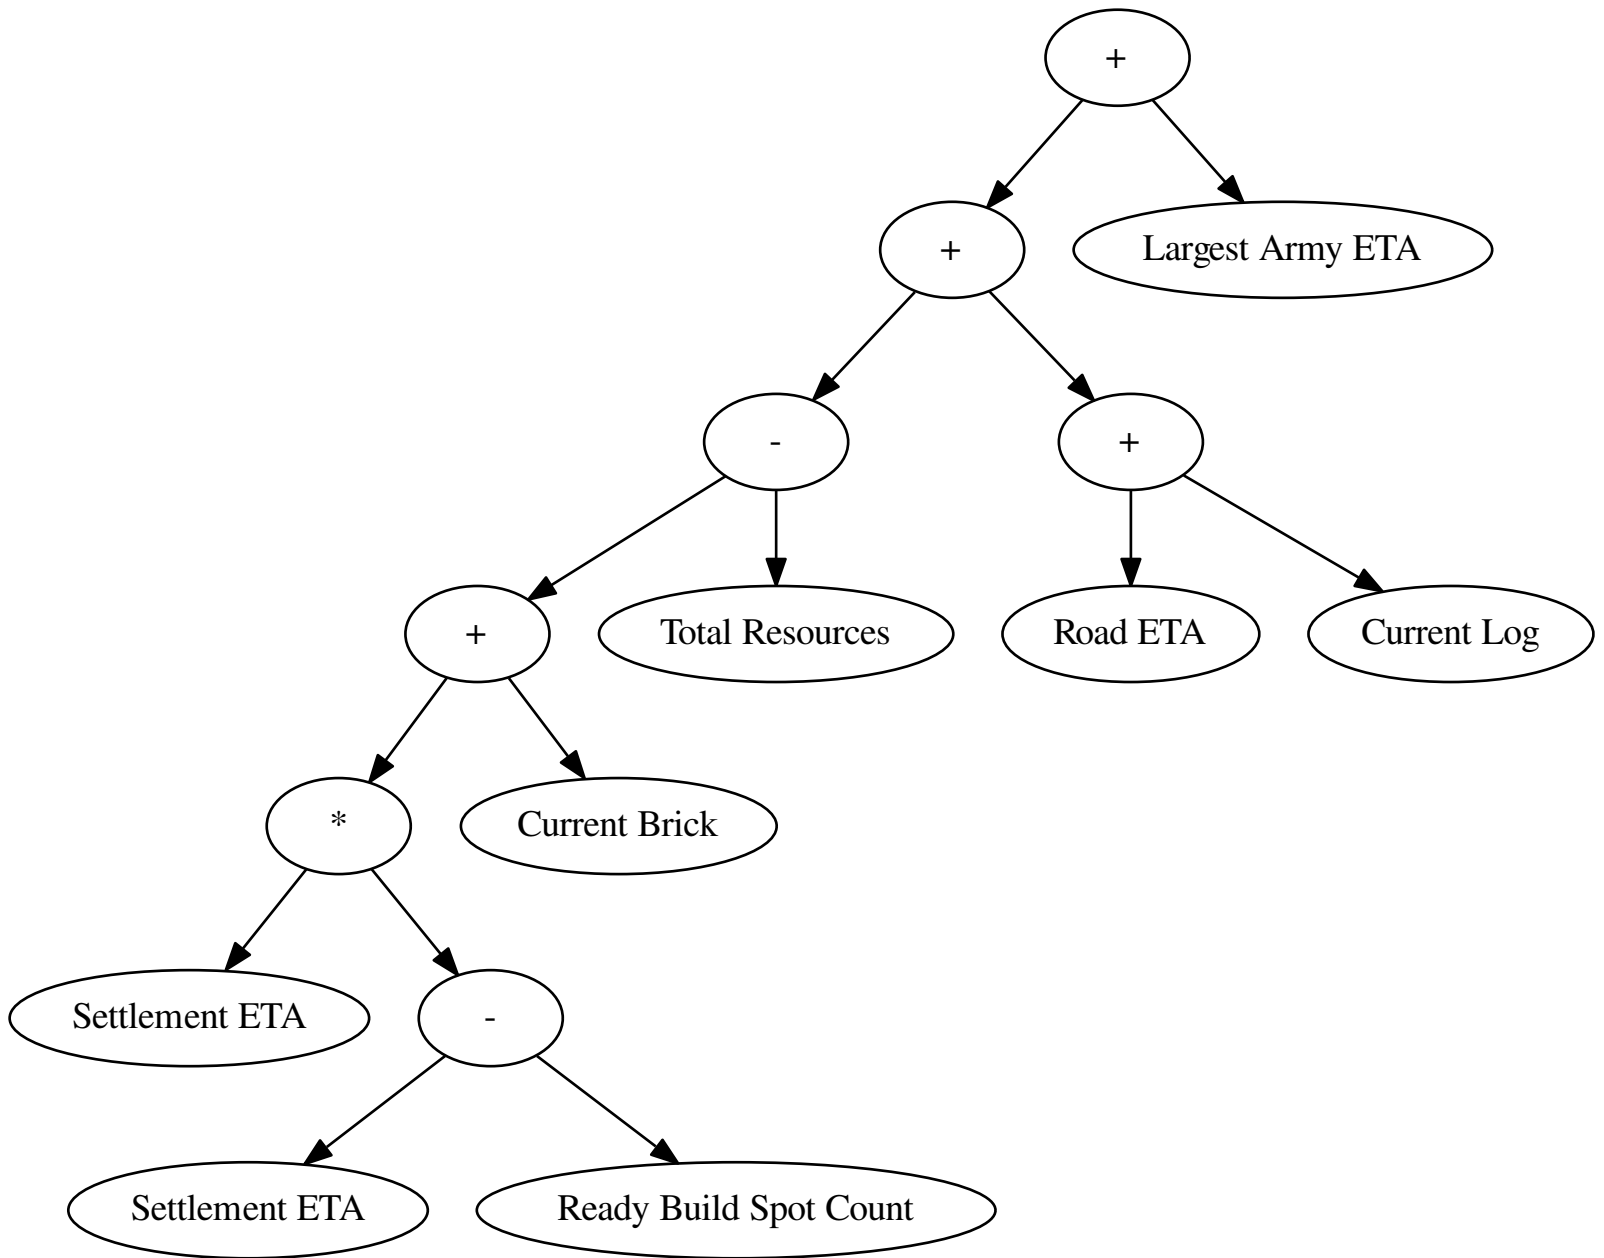 +
+
Largest Army ETA
-
+
+
Total Resources
Road ETA
Current Log
*
Current Brick
Settlement ETA
-
Settlement ETA
Ready Build Spot Count